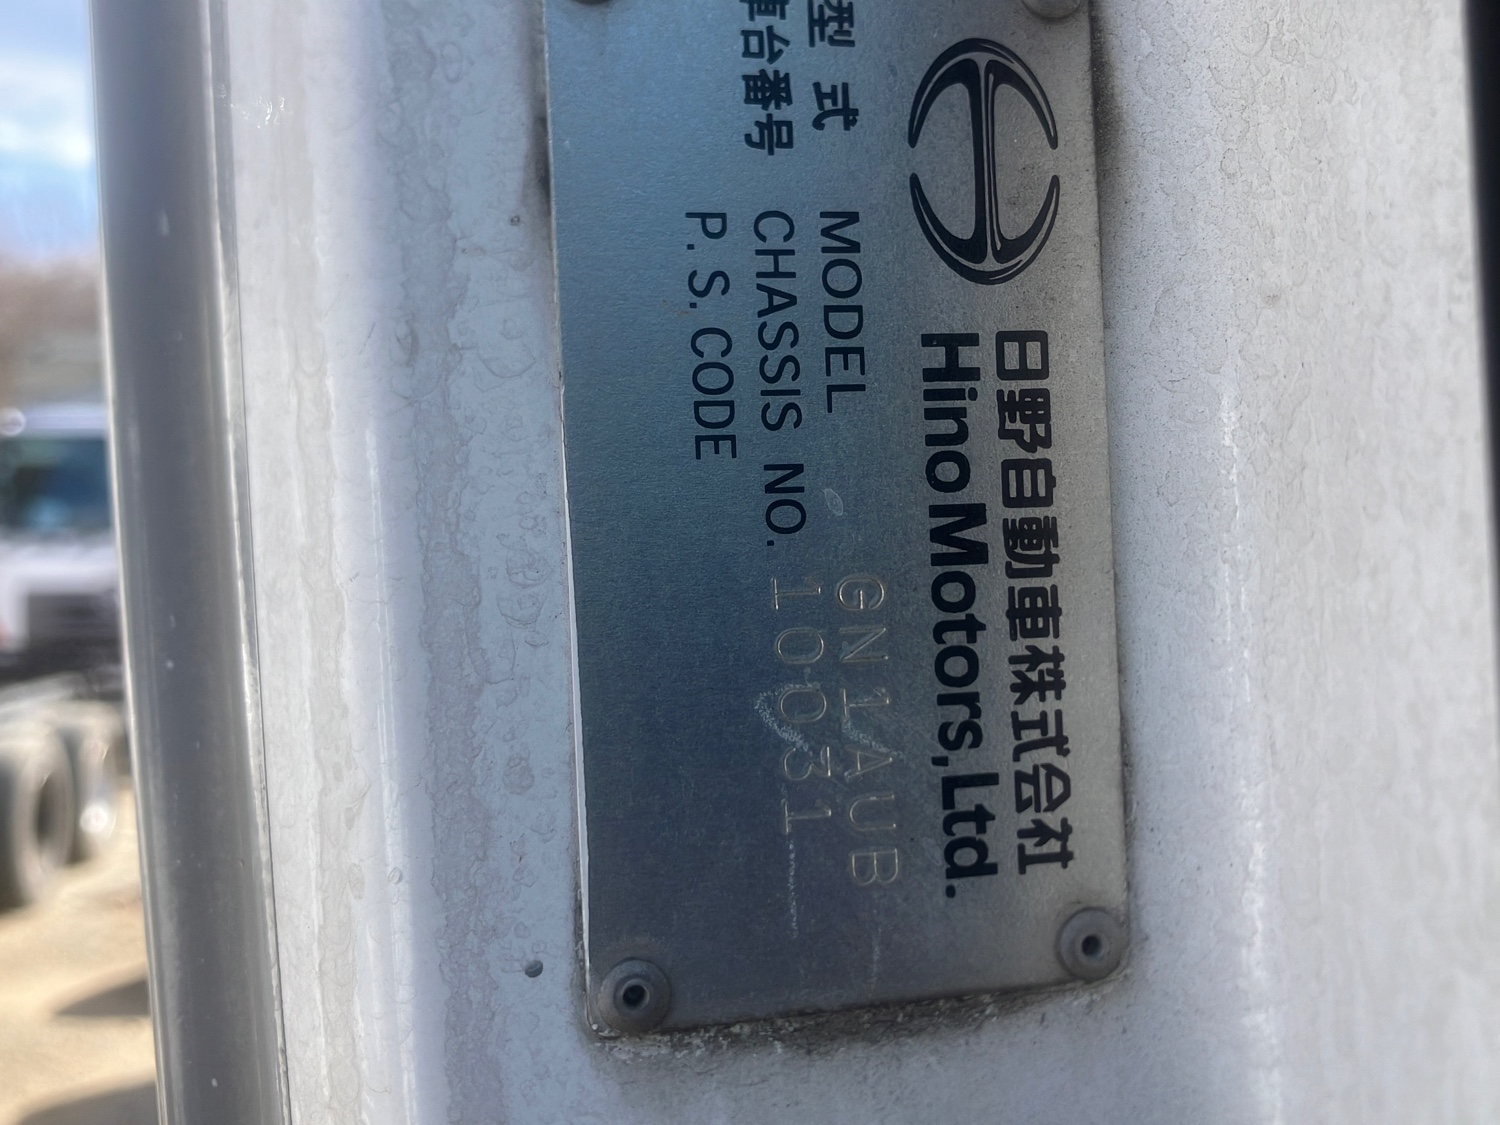 日野自動車株式会社
Hino Motors, Ltd.
型式 MODEL GN1AUB
車台番号 CHASSIS NO. 10031
P. S. CODE